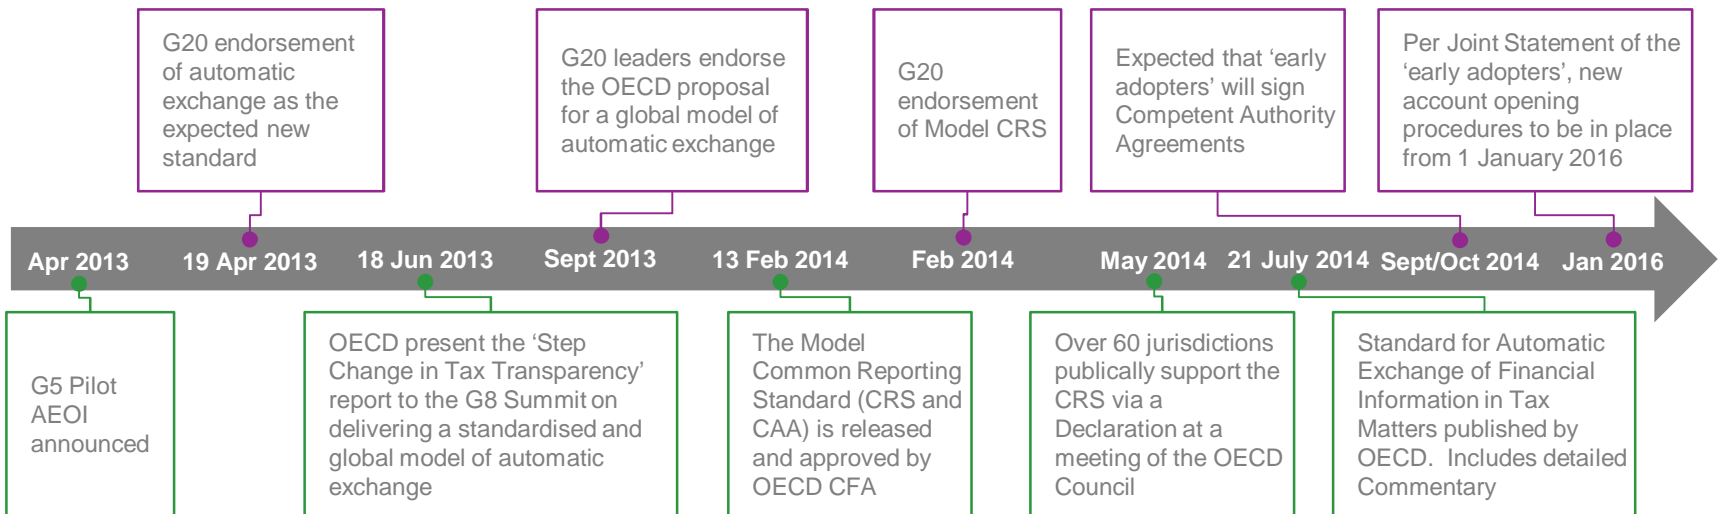 G20 endorsement
of automatic
exchange as the
expected new
standard
G20 leaders endorse
the OECD proposal
for a global model of
automatic exchange
G20
endorsement
of Model CRS
Expected that ‘early
adopters’ will sign
Competent Authority
Agreements
Per Joint Statement of the
‘early adopters’, new
account opening
procedures to be in place
from 1 January 2016
Apr 2013
19 Apr 2013
18 Jun 2013
Sept 2013
13 Feb 2014
Feb 2014
May 2014
21 July 2014
Sept/Oct 2014
Jan 2016
G5 Pilot
AEOI
announced
OECD present the ‘Step
Change in Tax Transparency’
report to the G8 Summit on
delivering a standardised and
global model of automatic
exchange
The Model
Common Reporting
Standard (CRS and
CAA) is released
and approved by
OECD CFA
Over 60 jurisdictions
publically support the
CRS via a
Declaration at a
meeting of the OECD
Council
Standard for Automatic
Exchange of Financial
Information in Tax
Matters published by
OECD. Includes detailed
Commentary